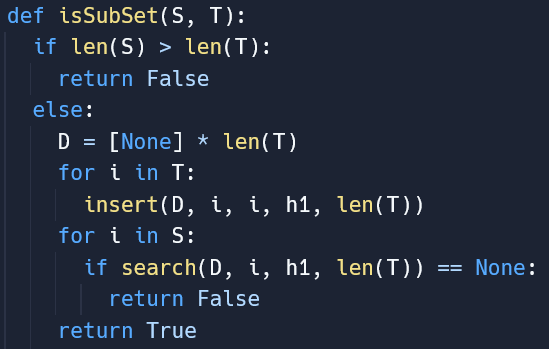 def isSubSet(S, T):
  if len(S) > len(T):
    return False
  else:
    D = [None] * len(T)
    for i in T:
      insert(D, i, i, h1, len(T))
    for i in S:
      if search(D, i, h1, len(T)) == None:
        return False
    return True